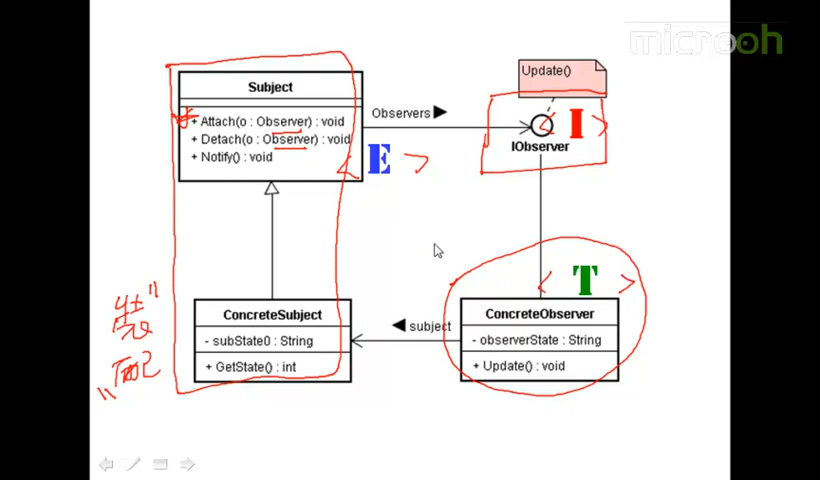 microoh
Update()
Subject
+ Attach(o : Observer) : void
+ Detach(o : Observer) : void
+ Notify() : void
Observers ▶
< I >
IObserver
< E >
< T >
"裝
配"
ConcreteSubject
- subState0 : String
+ GetState() : int
◀ subject
ConcreteObserver
- observerState : String
+ Update() : void